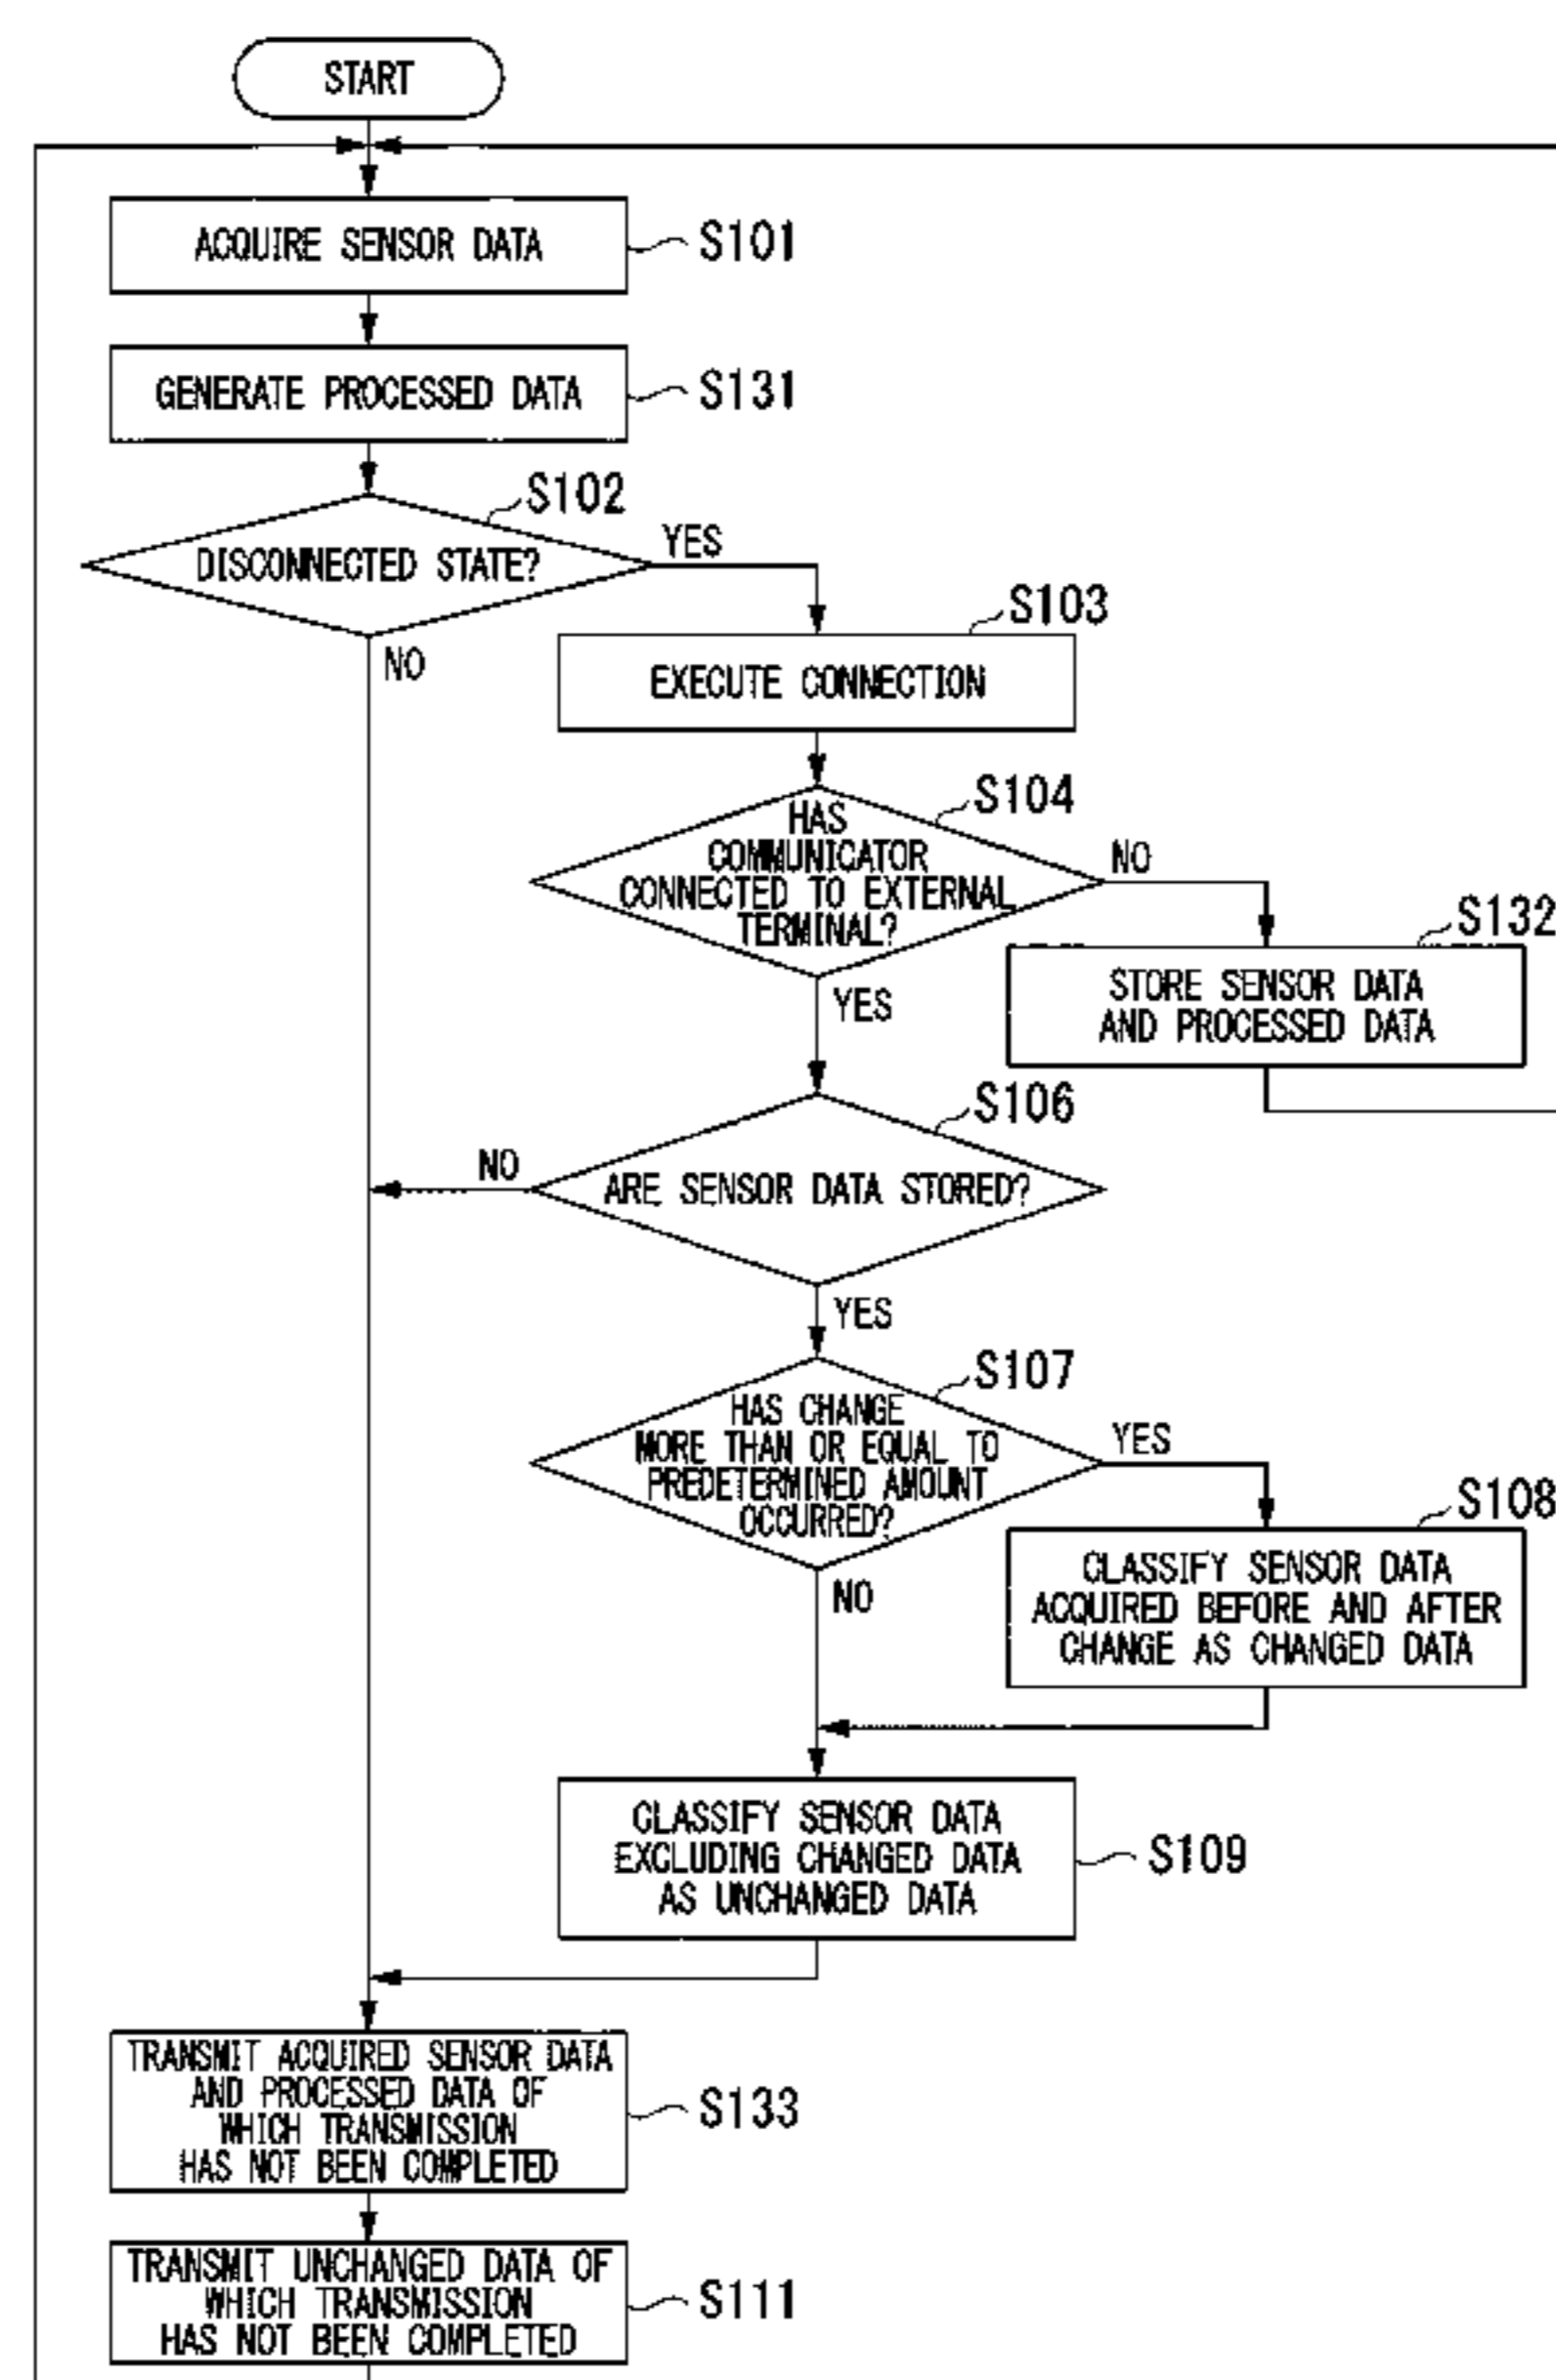 START
ACQUIRE SENSOR DATA
S101
GENERATE PROCESSED DATA
S131
S102
DISCONNECTED STATE?
YES
NO
S103
EXECUTE CONNECTION
S104
HAS
COMMUNICATOR
CONNECTED TO EXTERNAL
TERMINAL?
NO
YES
S132
STORE SENSOR DATA
AND PROCESSED DATA
S106
ARE SENSOR DATA STORED?
NO
YES
S107
HAS CHANGE
MORE THAN OR EQUAL TO
PREDETERMINED AMOUNT
OCCURRED?
YES
NO
S108
CLASSIFY SENSOR DATA
ACQUIRED BEFORE AND AFTER
CHANGE AS CHANGED DATA
CLASSIFY SENSOR DATA
EXCLUDING CHANGED DATA
AS UNCHANGED DATA
S109
TRANSMIT ACQUIRED SENSOR DATA
AND PROCESSED DATA OF
WHICH TRANSMISSION
HAS NOT BEEN COMPLETED
S133
TRANSMIT UNCHANGED DATA OF
WHICH TRANSMISSION
HAS NOT BEEN COMPLETED
S111